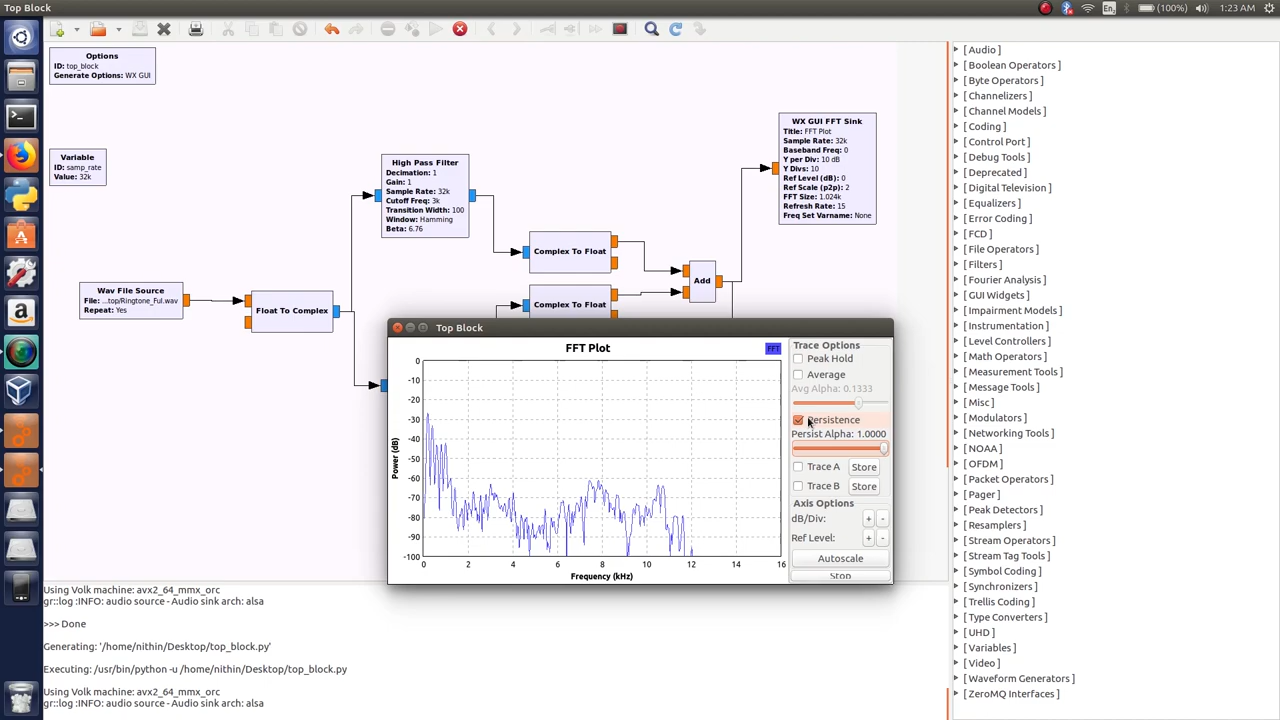 Top Block
En
(100%)
1:23 AM
Options
ID: top_block
Generate Options: WX GUI
Variable
ID: samp_rate
Value: 32k
Wav File Source
File: ...top/Ringtone_Ful.wav
Repeat: Yes
Float To Complex
High Pass Filter
Decimation: 1
Gain: 1
Sample Rate: 32k
Cutoff Freq: 3k
Transition Width: 100
Window: Hamming
Beta: 6.76
Complex To Float
Complex To Float
Add
WX GUI FFT Sink
Title: FFT Plot
Sample Rate: 32k
Baseband Freq: 0
Y per Div: 10 dB
Y Divs: 10
Ref Level (dB): 0
Ref Scale (p2p): 2
FFT Size: 1.024k
Refresh Rate: 15
Freq Set Varname: None
Top Block
FFT Plot
FFT
0
-10
-20
-30
-40
-50
-60
-70
-80
-90
-100
Power (dB)
0 2 4 6 8 10 12 14 16
Frequency (kHz)
Trace Options
Peak Hold
Average
Avg Alpha: 0.1333
Persistence
Persist Alpha: 1.0000
Trace A Store
Trace B Store
Axis Options
dB/Div: + -
Ref Level: + -
Autoscale
Stop
Using Volk machine: avx2_64_mmx_orc
gr::log :INFO: audio source - Audio sink arch: alsa
>>> Done
Generating: '/home/nithin/Desktop/top_block.py'
Executing: /usr/bin/python -u /home/nithin/Desktop/top_block.py
Using Volk machine: avx2_64_mmx_orc
gr::log :INFO: audio source - Audio sink arch: alsa
[ Audio ]
[ Boolean Operators ]
[ Byte Operators ]
[ Channelizers ]
[ Channel Models ]
[ Coding ]
[ Control Port ]
[ Debug Tools ]
[ Deprecated ]
[ Digital Television ]
[ Equalizers ]
[ Error Coding ]
[ FCD ]
[ File Operators ]
[ Filters ]
[ Fourier Analysis ]
[ GUI Widgets ]
[ Impairment Models ]
[ Instrumentation ]
[ Level Controllers ]
[ Math Operators ]
[ Measurement Tools ]
[ Message Tools ]
[ Misc ]
[ Modulators ]
[ Networking Tools ]
[ NOAA ]
[ OFDM ]
[ Packet Operators ]
[ Pager ]
[ Peak Detectors ]
[ Resamplers ]
[ Stream Operators ]
[ Stream Tag Tools ]
[ Symbol Coding ]
[ Synchronizers ]
[ Trellis Coding ]
[ Type Converters ]
[ UHD ]
[ Variables ]
[ Video ]
[ Waveform Generators ]
[ ZeroMQ Interfaces ]